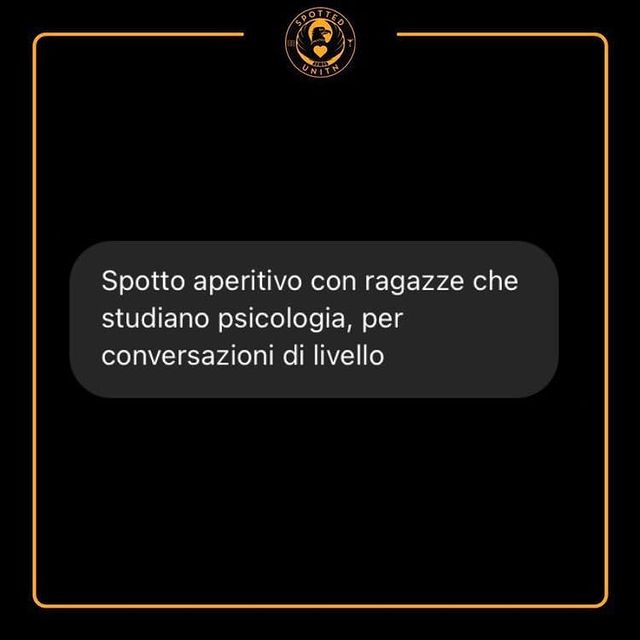 SPOTTED
UNITN
Spotto aperitivo con ragazze che
studiano psicologia, per
conversazioni di livello